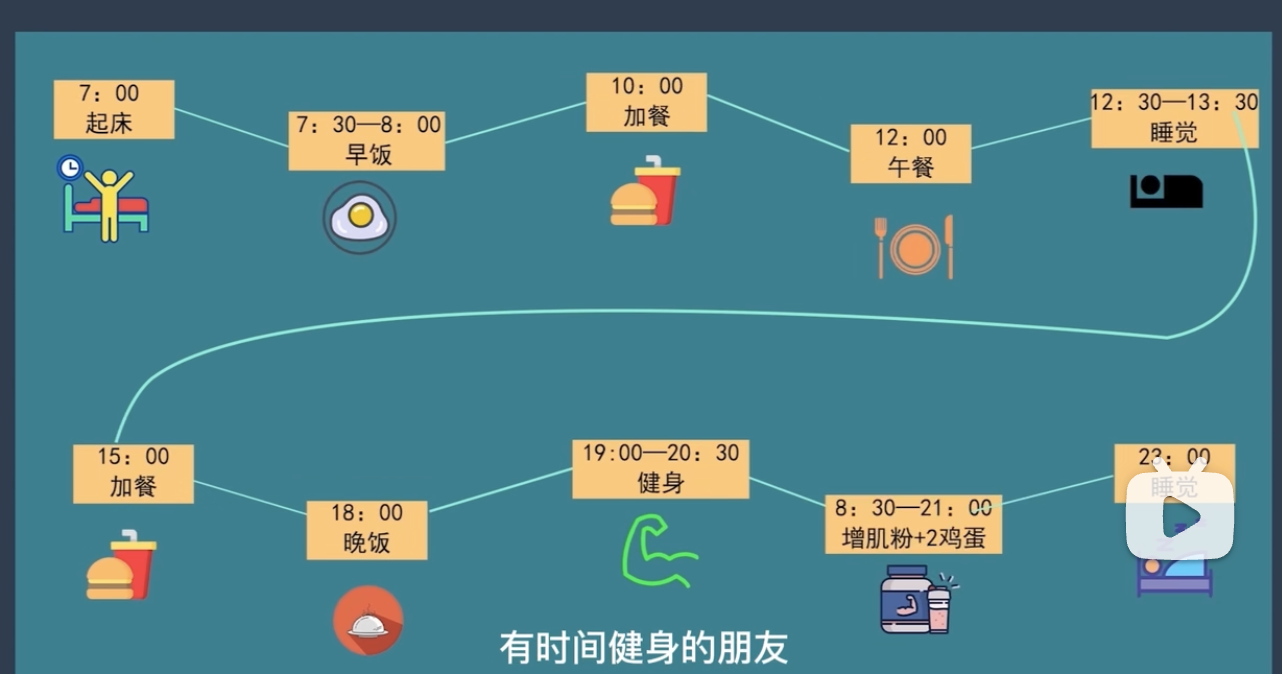 7：00
起床
7：30—8：00
早饭
10：00
加餐
12：00
午餐
12：30—13：30
睡觉
15：00
加餐
18：00
晚饭
19:00—20：30
健身
8：30—21：00
增肌粉+2鸡蛋
23：00
睡觉
有时间健身的朋友